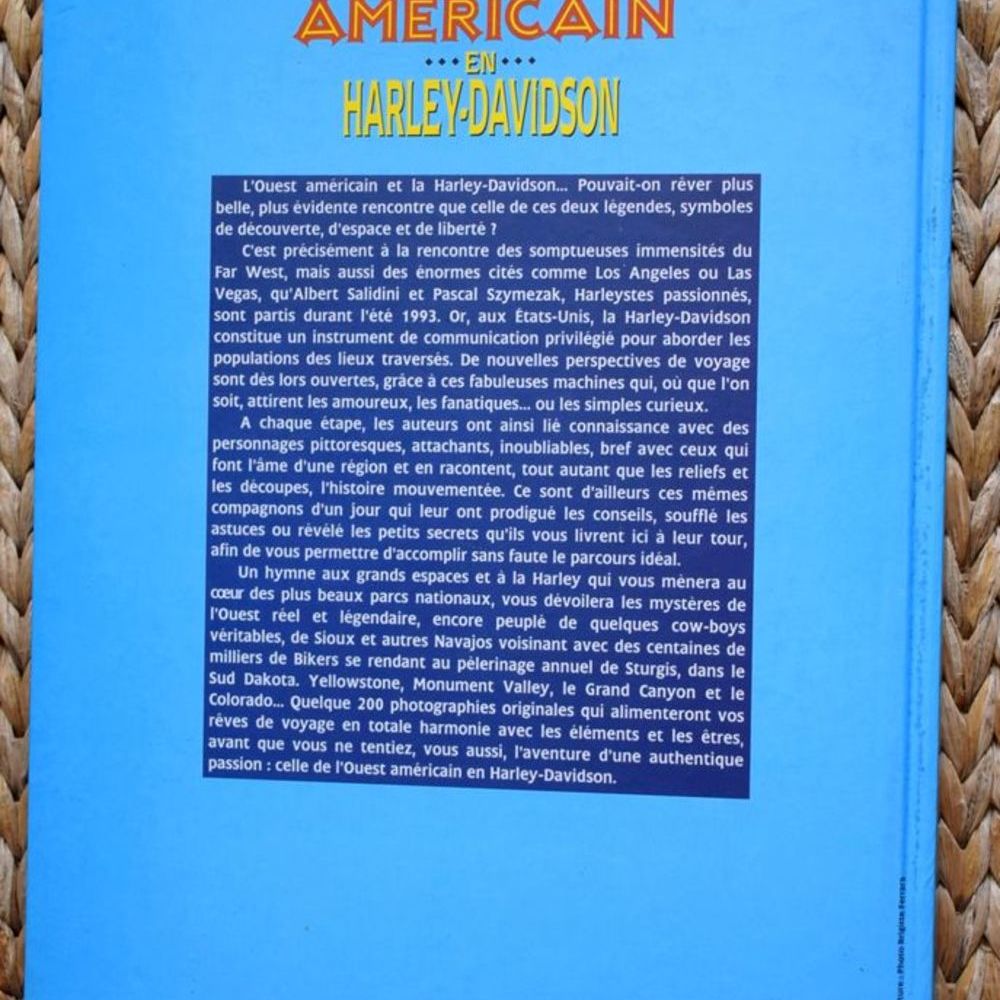 AMERICAIN
•••EN•••
HARLEY-DAVIDSON
L'Ouest américain et la Harley-Davidson... Pouvait-on rêver plus
belle, plus évidente rencontre que celle de ces deux légendes, symboles
de découverte, d'espace et de liberté ?
C'est précisément à la rencontre des somptueuses immensités du
Far West, mais aussi des énormes cités comme Los Angeles ou Las
Vegas, qu'Albert Salidini et Pascal Szymezak, Harleystes passionnés,
sont partis durant l'été 1993. Or, aux États-Unis, la Harley-Davidson
constitue un instrument de communication privilégié pour aborder les
populations des lieux traversés. De nouvelles perspectives de voyage
sont dès lors ouvertes, grâce à ces fabuleuses machines qui, où que l'on
soit, attirent les amoureux, les fanatiques... ou les simples curieux.
A chaque étape, les auteurs ont ainsi lié connaissance avec des
personnages pittoresques, attachants, inoubliables, bref avec ceux qui
font l'âme d'une région et en racontent, tout autant que les reliefs et
les découpes, l'histoire mouvementée. Ce sont d'ailleurs ces mêmes
compagnons d'un jour qui leur ont prodigué les conseils, soufflé les
astuces ou révélé les petits secrets qu'ils vous livrent ici à leur tour,
afin de vous permettre d'accomplir sans faute le parcours idéal.
Un hymne aux grands espaces et à la Harley qui vous mènera au
cœur des plus beaux parcs nationaux, vous dévoilera les mystères de
l'Ouest réel et légendaire, encore peuplé de quelques cow-boys
véritables, de Sioux et autres Navajos voisinant avec des centaines de
milliers de Bikers se rendant au pèlerinage annuel de Sturgis, dans le
Sud Dakota. Yellowstone, Monument Valley, le Grand Canyon et le
Colorado... Quelque 200 photographies originales qui alimenteront vos
rêves de voyage en totale harmonie avec les éléments et les êtres,
avant que vous ne tentiez, vous aussi, l'aventure d'une authentique
passion : celle de l'Ouest américain en Harley-Davidson.
ture : Photo Brigitte Ferrara